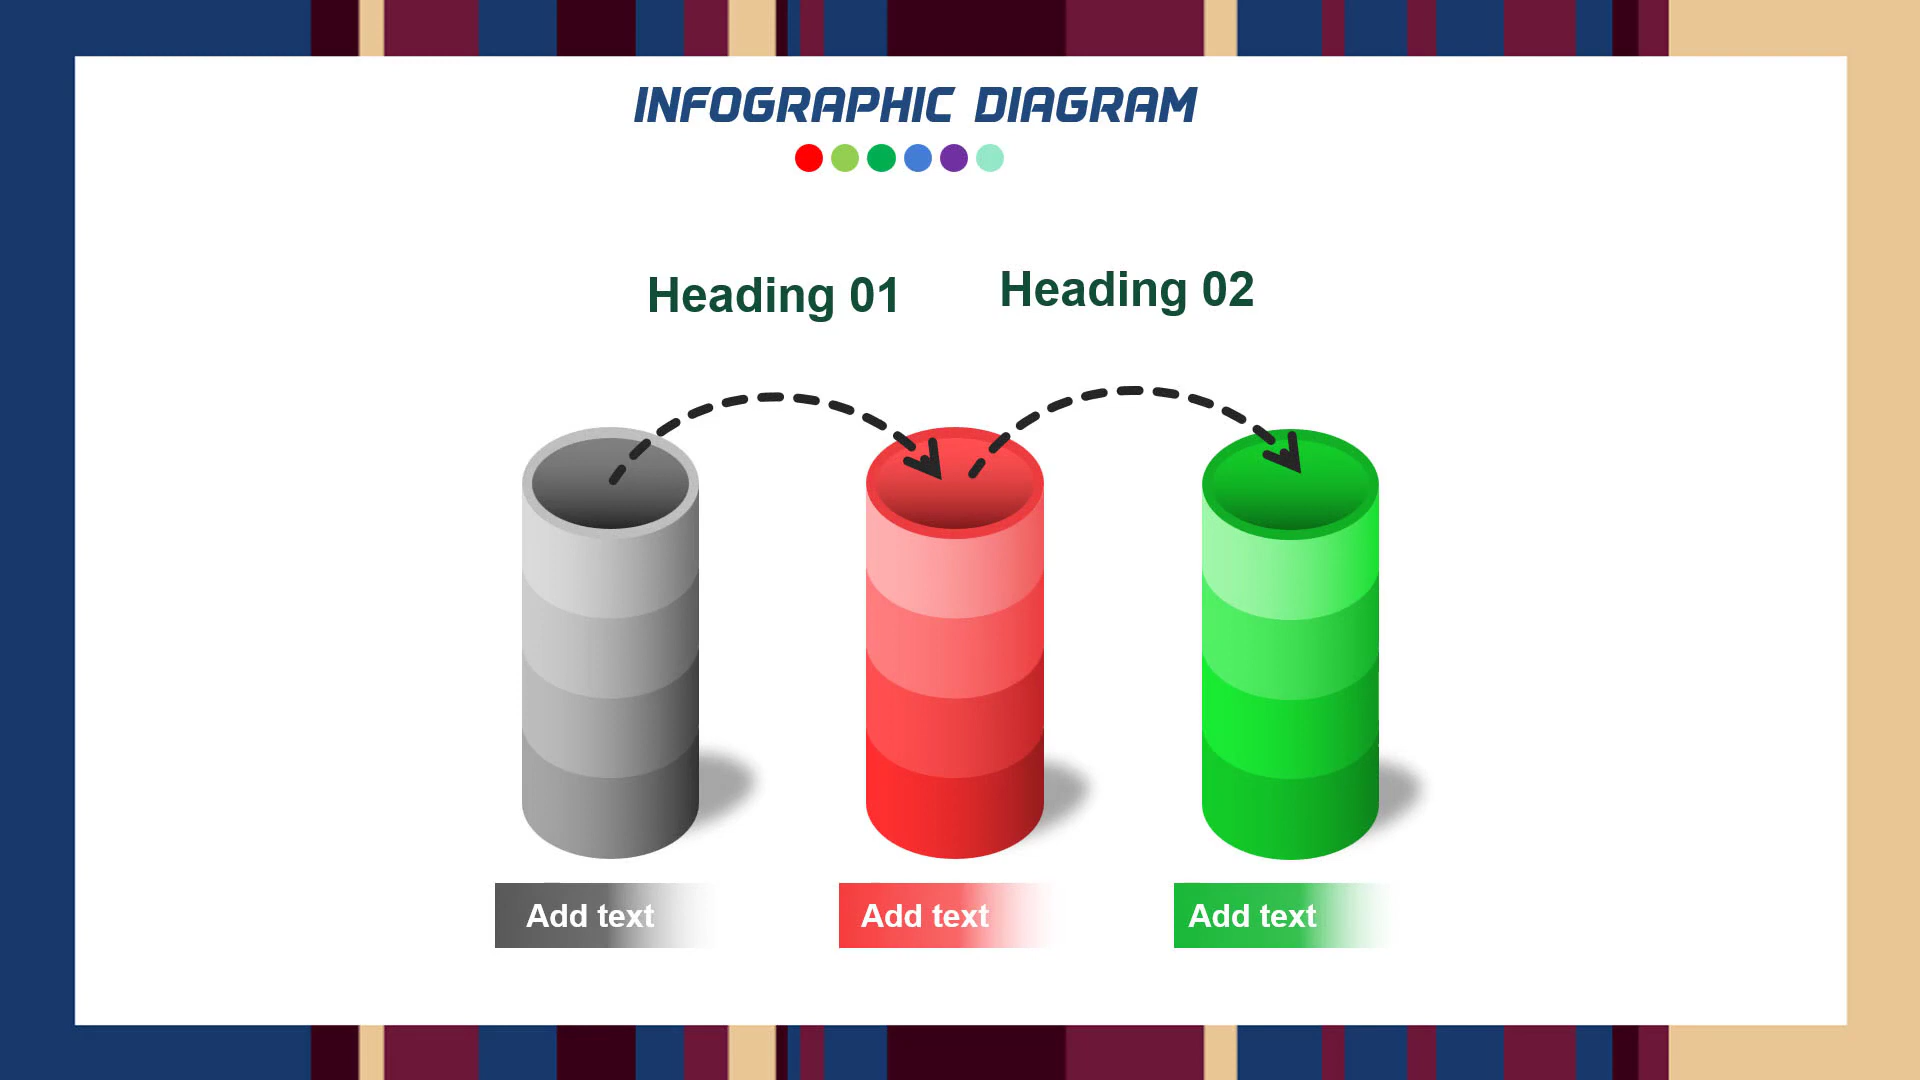 INFOGRAPHIC DIAGRAM
Heading 01
Heading 02
Add text
Add text
Add text